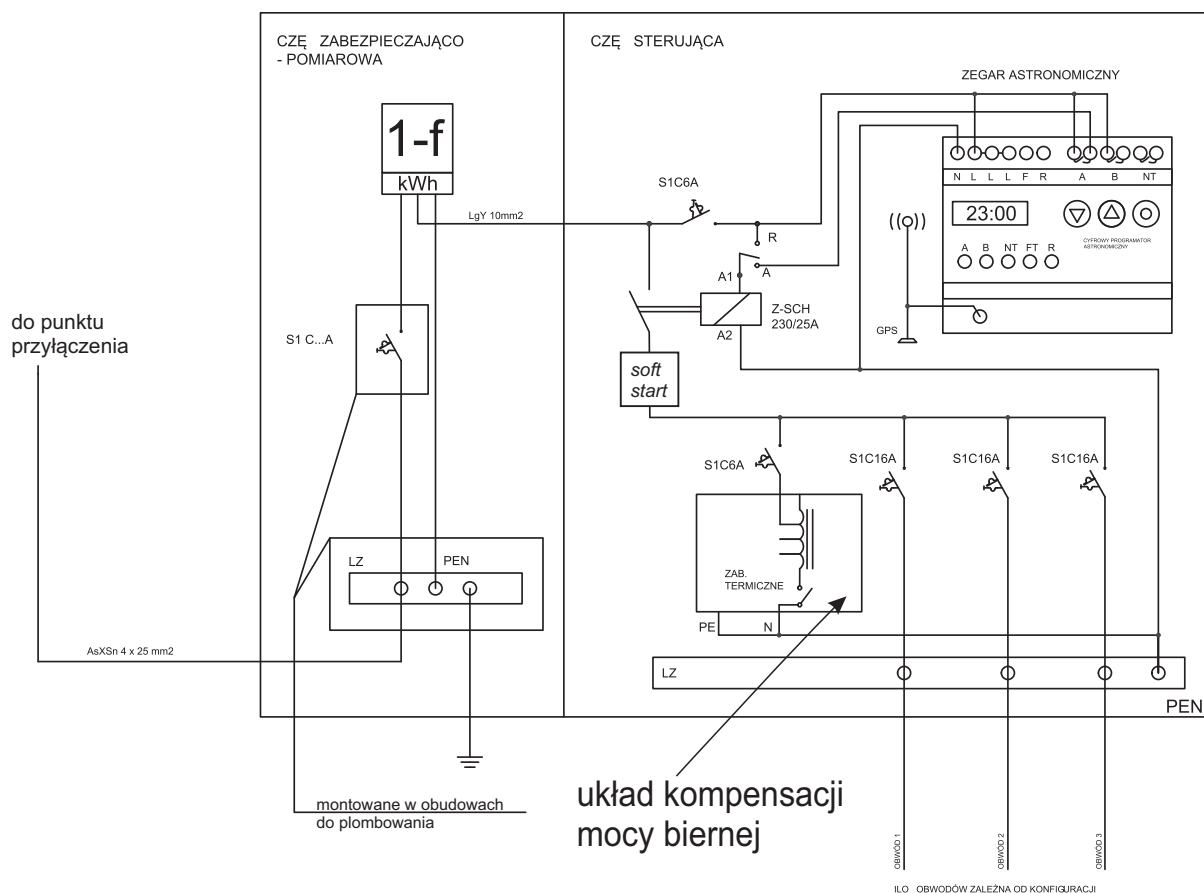 CZĘ ZABEZPIECZAJĄCO
- POMIAROWA
CZĘ STERUJĄCA
ZEGAR ASTRONOMICZNY
1-f
kWh
N L L L F R A B NT
S1C6A
LgY 10mm2
23:00
CYFROWY PROGRAMATOR
ASTRONOMICZNY
R
A B NT FT R
A1
A
Z-SCH
230/25A
A2
GPS
do punktu
przyłączenia
S1 C...A
soft
start
S1C6A
S1C16A
S1C16A
S1C16A
LZ
PEN
ZAB.
TERMICZNE
PE
N
AsXSn 4 x 25 mm2
LZ
PEN
układ kompensacji
mocy biernej
montowane w obudowach
do plombowania
OBWÓD 1
OBWÓD 2
OBWÓD 3
ILO OBWODÓW ZALEŻNA OD KONFIGURACJI